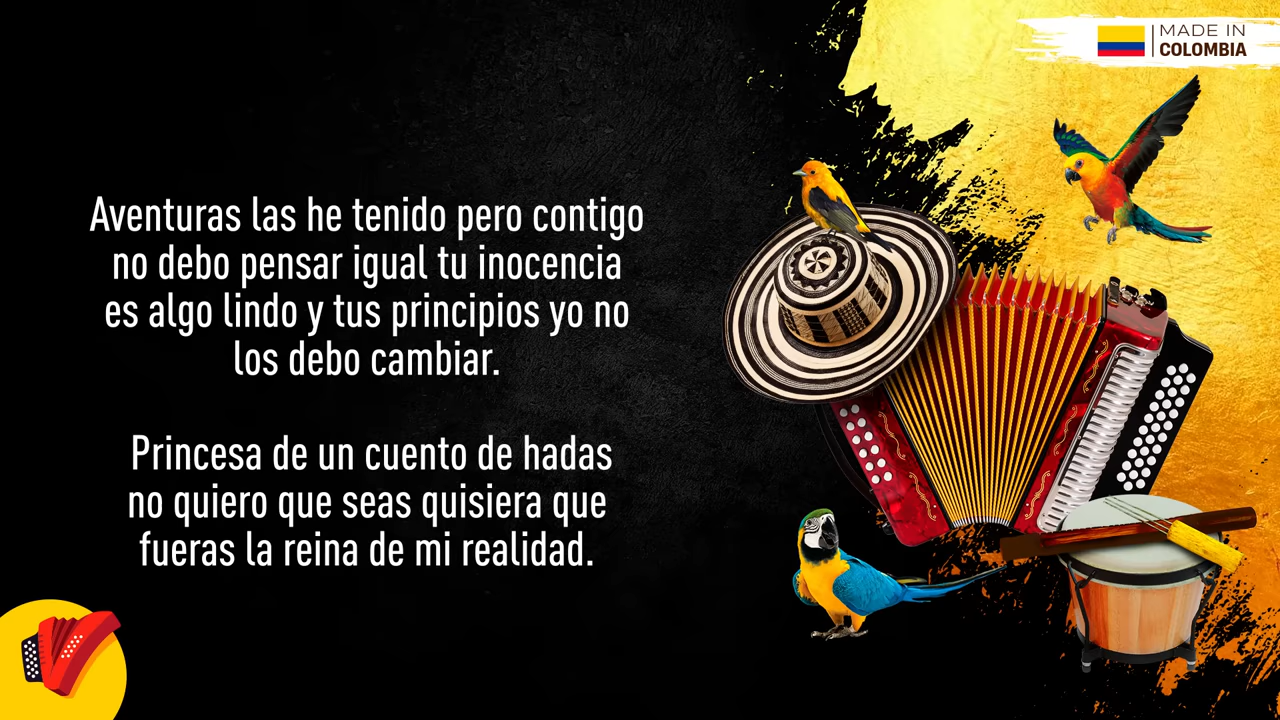 MADE IN
COLOMBIA
Aventuras las he tenido pero contigo
no debo pensar igual tu inocencia
es algo lindo y tus principios yo no
los debo cambiar.
Princesa de un cuento de hadas
no quiero que seas quisiera que
fueras la reina de mi realidad.